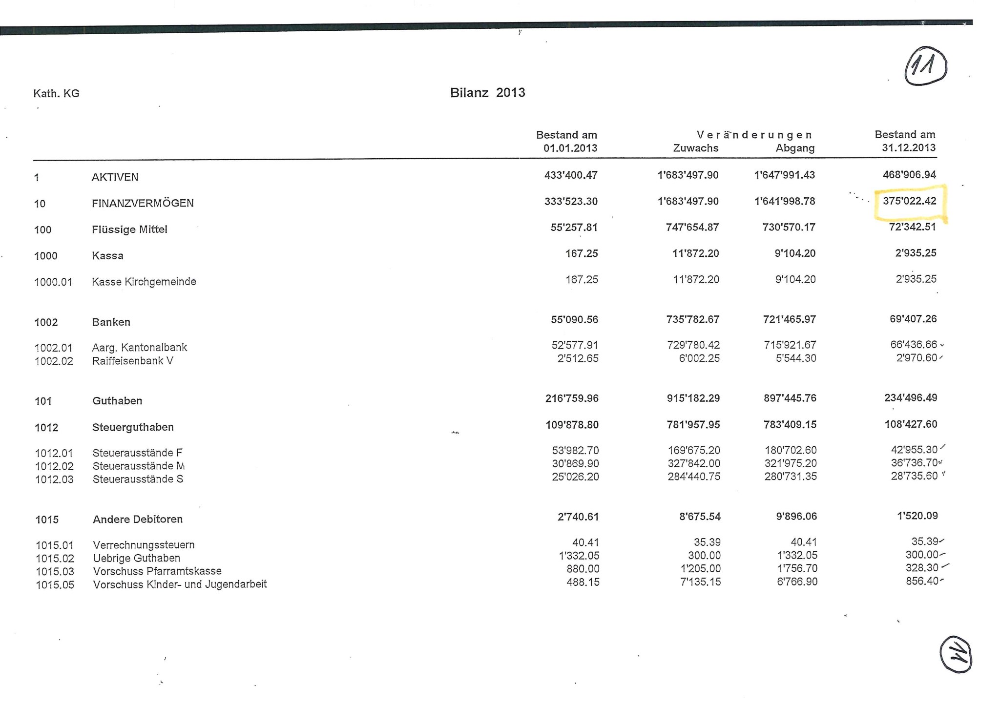 11
Kath. KG Bilanz 2013
Bestand am Veränderungen Bestand am
01.01.2013 Zuwachs Abgang 31.12.2013
1 AKTIVEN 433'400.47 1'683'497.90 1'647'991.43 468'906.94
10 FINANZVERMÖGEN 333'523.30 1'683'497.90 1'641'998.78 375'022.42
100 Flüssige Mittel 55'257.81 747'654.87 730'570.17 72'342.51
1000 Kassa 167.25 11'872.20 9'104.20 2'935.25
1000.01 Kasse Kirchgemeinde 167.25 11'872.20 9'104.20 2'935.25
1002 Banken 55'090.56 735'782.67 721'465.97 69'407.26
1002.01 Aarg. Kantonalbank 52'577.91 729'780.42 715'921.67 66'436.66
1002.02 Raiffeisenbank V 2'512.65 6'002.25 5'544.30 2'970.60
101 Guthaben 216'759.96 915'182.29 897'445.76 234'496.49
1012 Steuerguthaben 109'878.80 781'957.95 783'409.15 108'427.60
1012.01 Steuerausstände F 53'982.70 169'675.20 180'702.60 42'955.30
1012.02 Steuerausstände M 30'869.90 327'842.00 321'975.20 36'736.70
1012.03 Steuerausstände S 25'026.20 284'440.75 280'731.35 28'735.60
1015 Andere Debitoren 2'740.61 8'675.54 9'896.06 1'520.09
1015.01 Verrechnungssteuern 40.41 35.39 40.41 35.39
1015.02 Uebrige Guthaben 1'332.05 300.00 1'332.05 300.00
1015.03 Vorschuss Pfarramtskasse 880.00 1'205.00 1'756.70 328.30
1015.05 Vorschuss Kinder- und Jugendarbeit 488.15 7'135.15 6'766.90 856.40
11